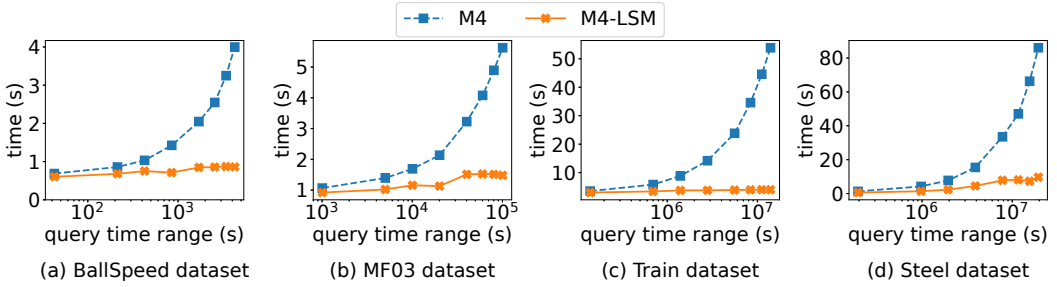 M4 M4-LSM
time (s)
4
3
2
1
0
10² 10³
query time range (s)
(a) BallSpeed dataset
time (s)
5
4
3
2
1
10³ 10⁴ 10⁵
query time range (s)
(b) MF03 dataset
time (s)
50
40
30
20
10
10⁶ 10⁷
query time range (s)
(c) Train dataset
time (s)
80
60
40
20
0
10⁶ 10⁷
query time range (s)
(d) Steel dataset